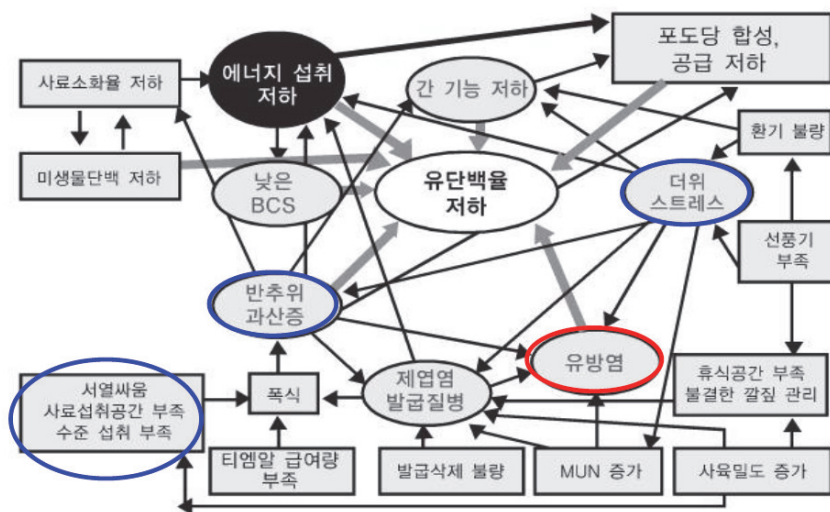 포도당 합성,
공급 저하
에너지 섭취
저하
간 기능 저하
사료소화율 저하
환기 불량
미생물단백 저하
낮은
BCS
유단백율
저하
더위
스트레스
선풍기
부족
반추위
과산증
유방염
서열싸움
사료섭취공간 부족
수준 섭취 부족
폭식
제엽염
발굽질병
휴식공간 부족
불결한 깔짚 관리
티엠알 급여량
부족
발굽삭제 불량
MUN 증가
사육밀도 증가